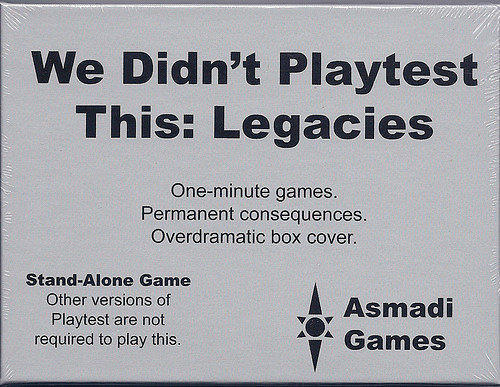 We Didn't Playtest
This: Legacies
One-minute games.
Permanent consequences.
Overdramatic box cover.
Stand-Alone Game
Other versions of
Playtest are not
required to play this.
Asmadi
Games